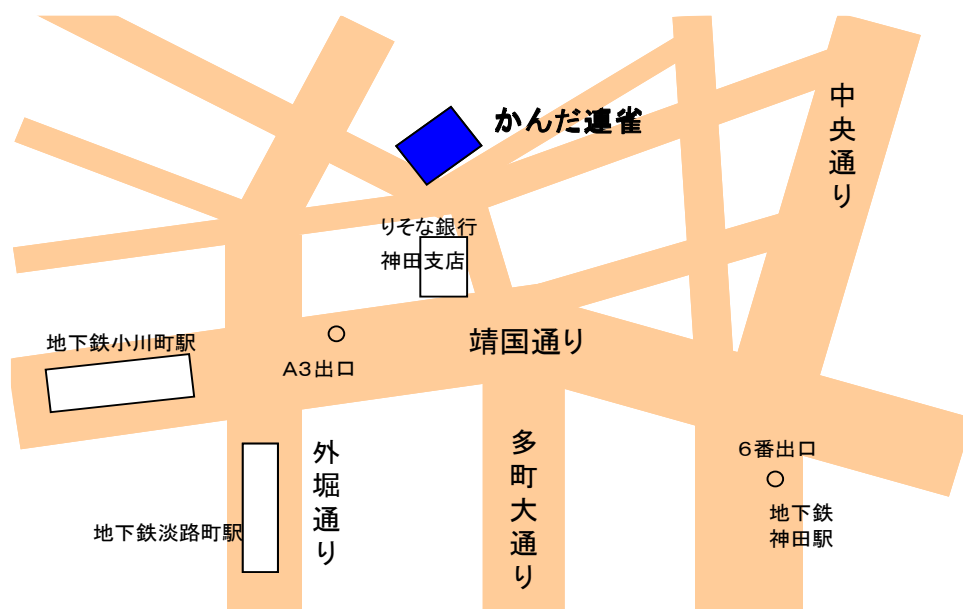 かんだ連雀
中央通り
りそな銀行
神田支店
靖国通り
地下鉄小川町駅
A3出口
外堀通り
多町大通り
6番出口
地下鉄
神田駅
地下鉄淡路町駅